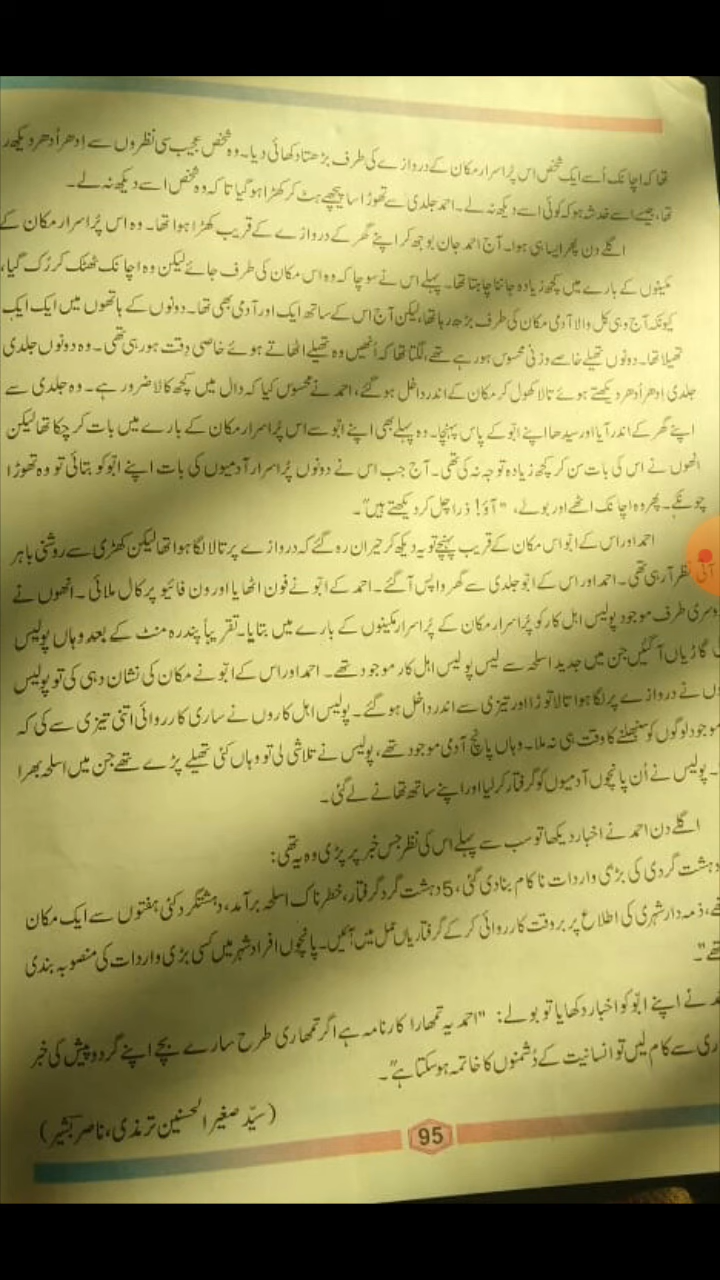 تھا کہ اچانک اُسے ایک شخص اس پُراسرار مکان کے دروازے کی طرف بڑھتا دکھائی دیا۔ وہ شخص عجیب سی نظروں سے ادھر اُدھر دیکھ ر
تھا، جیسے اسے خدشہ ہو کہ کوئی اسے دیکھ نہ لے۔ احمد جلدی سے تھوڑا سا پیچھے ہٹ کر کھڑا ہو گیا تا کہ وہ شخص اسے دیکھ نہ لے۔
اگلے دن پھر ایسا ہی ہوا۔ آج احمد جان بوجھ کر اپنے گھر کے دروازے کے قریب کھڑا ہوا تھا۔ وہ اس پُراسرار مکان کے
مکینوں کے بارے میں کچھ زیادہ جاننا چاہتا تھا۔ پہلے اس نے سوچا کہ وہ اس مکان کی طرف جائے لیکن وہ اچانک ٹھٹک کر رُک گیا،
کیونکہ آج وہی کل والا آدمی مکان کی طرف بڑھ رہا تھا، لیکن آج اس کے ساتھ ایک اور آدمی بھی تھا۔ دونوں کے ہاتھوں میں ایک ایک
تھیلا تھا۔ دونوں تھیلے خاصے وزنی محسوس ہو رہے تھے، لگتا تھا کہ اُنھیں وہ تھیلے اٹھاتے ہوئے خاصی دِقت ہو رہی تھی۔ وہ دونوں جلدی
جلدی ادھر اُدھر دیکھتے ہوئے تالا کھول کر مکان کے اندر داخل ہو گئے، احمد نے محسوس کیا کہ دال میں کچھ کالا ضرور ہے۔ وہ جلدی سے
اپنے گھر کے اندر آیا اور سیدھا اپنے ابّو کے پاس پہنچا۔ وہ پہلے بھی اپنے ابّو سے اس پُراسرار مکان کے بارے میں بات کر چکا تھا لیکن
انھوں نے اس کی بات سن کر کچھ زیادہ توجہ نہ کی تھی۔ آج جب اس نے دونوں پُراسرار آدمیوں کی بات اپنے ابّو کو بتائی تو وہ تھوڑا
چونکے۔ پھر وہ اچانک اٹھے اور بولے، "آؤ! ذرا چل کر دیکھتے ہیں"۔
احمد اور اس کے ابّو اس مکان کے قریب پہنچے تو یہ دیکھ کر حیران رہ گئے کہ دروازے پر تالا لگا ہوا تھا لیکن کھڑکی سے روشنی باہر
آتی نظر آ رہی تھی۔ احمد اور اس کے ابّو جلدی سے گھر واپس آ گئے۔ احمد کے ابّو نے فون اٹھایا اور ون فائیو پر کال ملائی۔ انھوں نے
دوسری طرف موجود پولیس اہل کار کو پُراسرار مکان کے پُراسرار مکینوں کے بارے میں بتایا۔ تقریباً پندرہ منٹ کے بعد وہاں پولیس
گاڑیاں آ گئیں جن میں جدید اسلحہ سے لیس پولیس اہل کار موجود تھے۔ احمد اور اس کے ابّو نے مکان کی نشان دہی کی تو پولیس
وں نے دروازے پر لگا ہوا تالا توڑا اور تیزی سے اندر داخل ہو گئے۔ پولیس اہل کاروں نے ساری کارروائی اتنی تیزی سے کی کہ
موجود لوگوں کو سنبھلنے کا وقت ہی نہ ملا۔ وہاں پانچ آدمی موجود تھے، پولیس نے تلاشی لی تو وہاں کئی تھیلے پڑے تھے جن میں اسلحہ بھرا
۔ پولیس نے اُن پانچوں آدمیوں کو گرفتار کر لیا اور اپنے ساتھ تھانے لے گئی۔
اگلے دن احمد نے اخبار دیکھا تو سب سے پہلے اس کی نظر جس خبر پر پڑی وہ یہ تھی:
دہشت گردی کی بڑی واردات ناکام بنا دی گئی، 5 دہشت گرد گرفتار، خطرناک اسلحہ برآمد، دہشتگرد کئی ہفتوں سے ایک مکان
تھے، ذمہ دار شہری کی اطلاع پر بروقت کارروائی کر کے گرفتاریاں عمل میں آئیں۔ پانچوں افراد شہر میں کسی بڑی واردات کی منصوبہ بندی
تھے"۔
مد نے اپنے ابّو کو اخبار دکھایا تو بولے: "احمد یہ تمھارا کارنامہ ہے اگر تمھاری طرح سارے بچے اپنے گرد و پیش کی خبر
ری سے کام لیں تو انسانیت کے دُشمنوں کا خاتمہ ہو سکتا ہے"۔
(سیّد صغیر الحسنین ترمذی، ناصر بشیر)
95